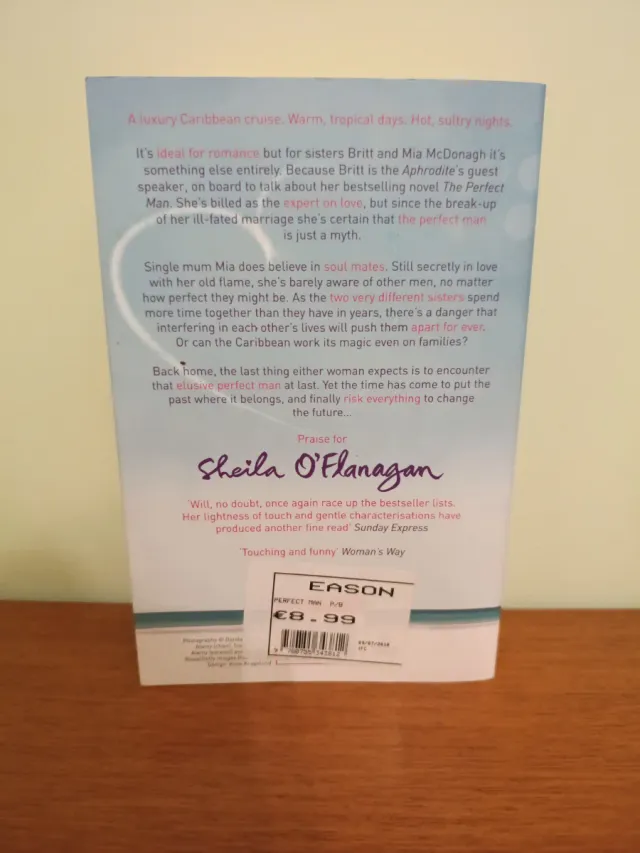 A luxury Caribbean cruise. Warm, tropical days. Hot, sultry nights.
It's ideal for romance but for sisters Britt and Mia McDonagh it's
something else entirely. Because Britt is the Aphrodite's guest
speaker, on board to talk about her bestselling novel The Perfect
Man. She's billed as the expert on love, but since the break-up
of her ill-fated marriage she's certain that the perfect man
is just a myth.
Single mum Mia does believe in soul mates. Still secretly in love
with her old flame, she's barely aware of other men, no matter
how perfect they might be. As the two very different sisters spend
more time together than they have in years, there's a danger that
interfering in each other's lives will push them apart for ever.
Or can the Caribbean work its magic even on families?
Back home, the last thing either woman expects is to encounter
that elusive perfect man at last. Yet the time has come to put the
past where it belongs, and finally risk everything to change
the future...
Praise for
Sheila O'Flanagan
'Will, no doubt, once again race up the bestseller lists.
Her lightness of touch and gentle characterisations have
produced another fine read' Sunday Express
'Touching and funny' Woman's Way
EASON
PERFECT MAN P/B
€8.99
Photographs ©